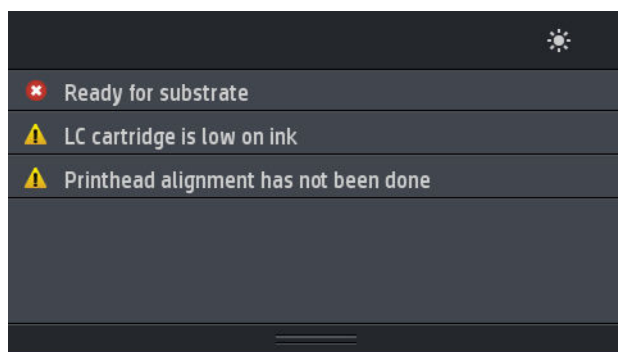 Ready for substrate
LC cartridge is low on ink
Printhead alignment has not been done